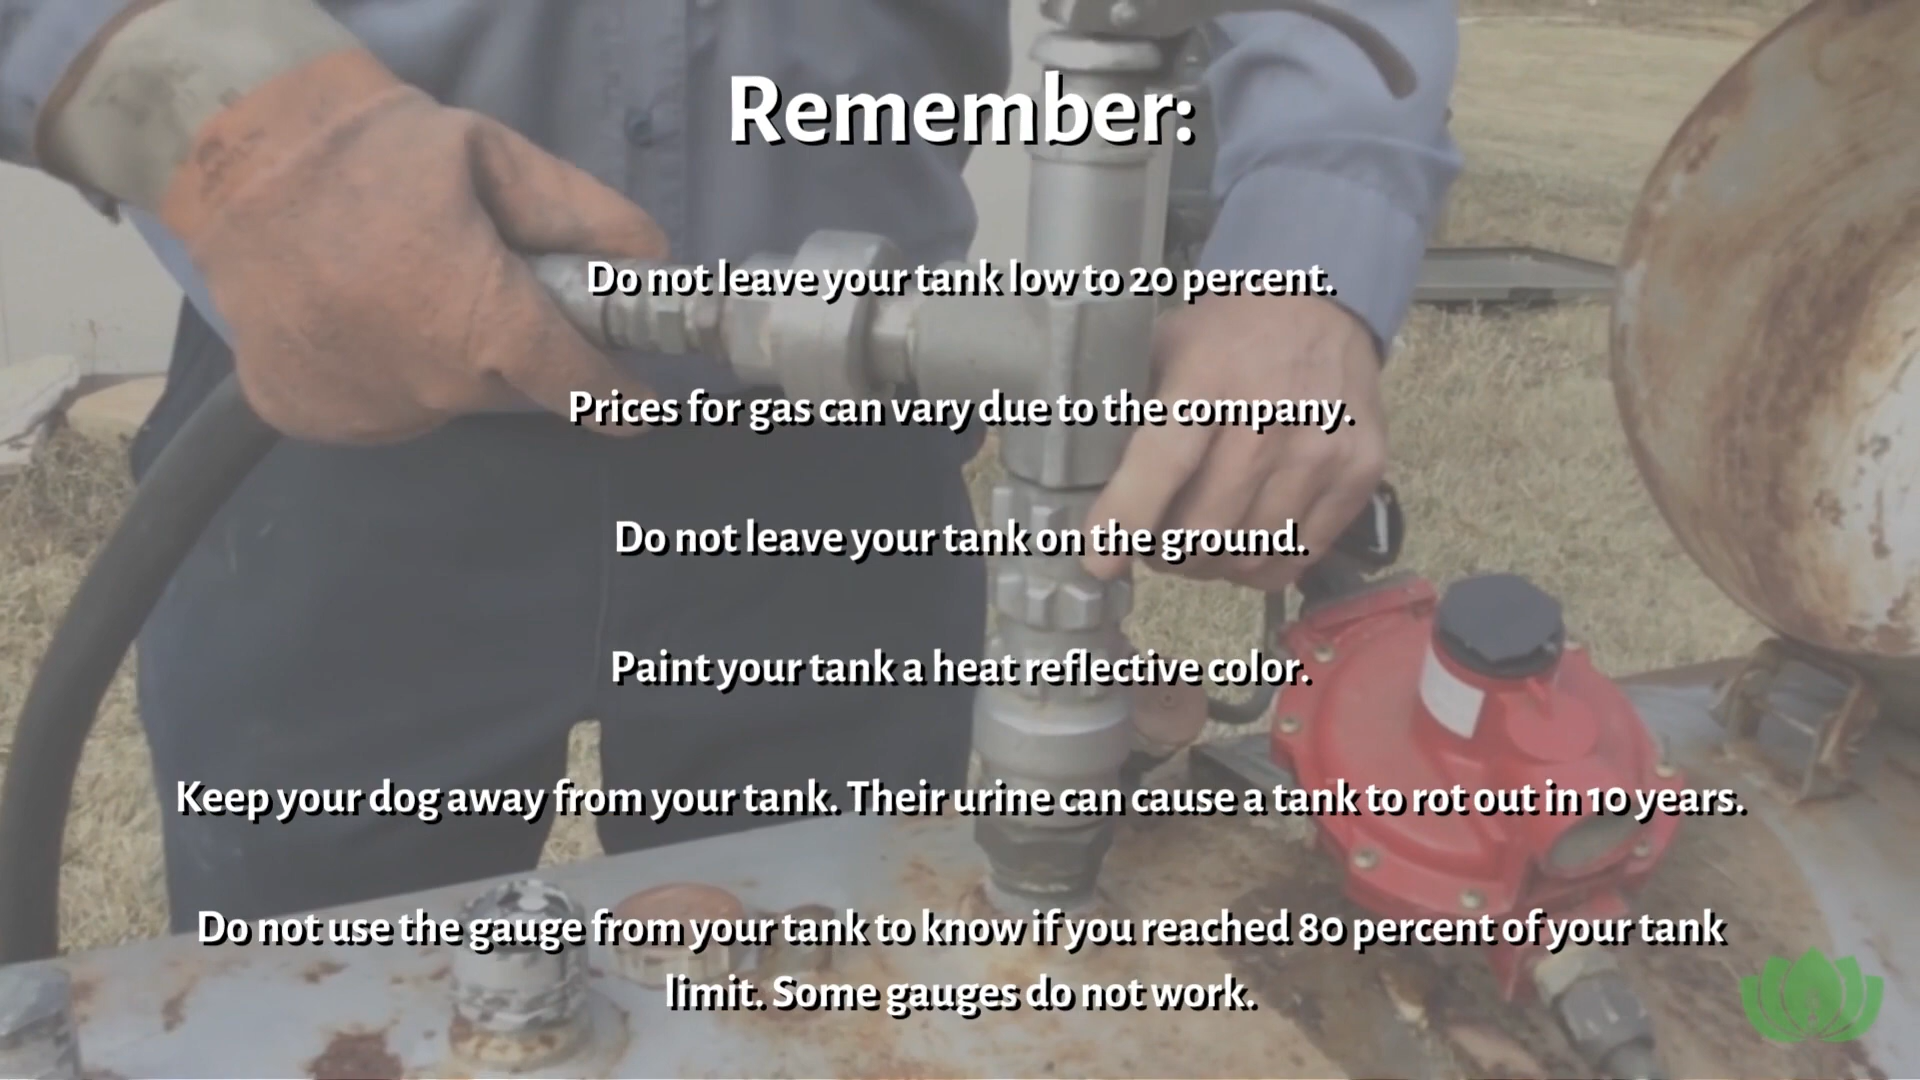 Remember:
Do not leave your tank low to 20 percent.
Prices for gas can vary due to the company.
Do not leave your tank on the ground.
Paint your tank a heat reflective color.
Keep your dog away from your tank. Their urine can cause a tank to rot out in 10 years.
Do not use the gauge from your tank to know if you reached 80 percent of your tank
limit. Some gauges do not work.